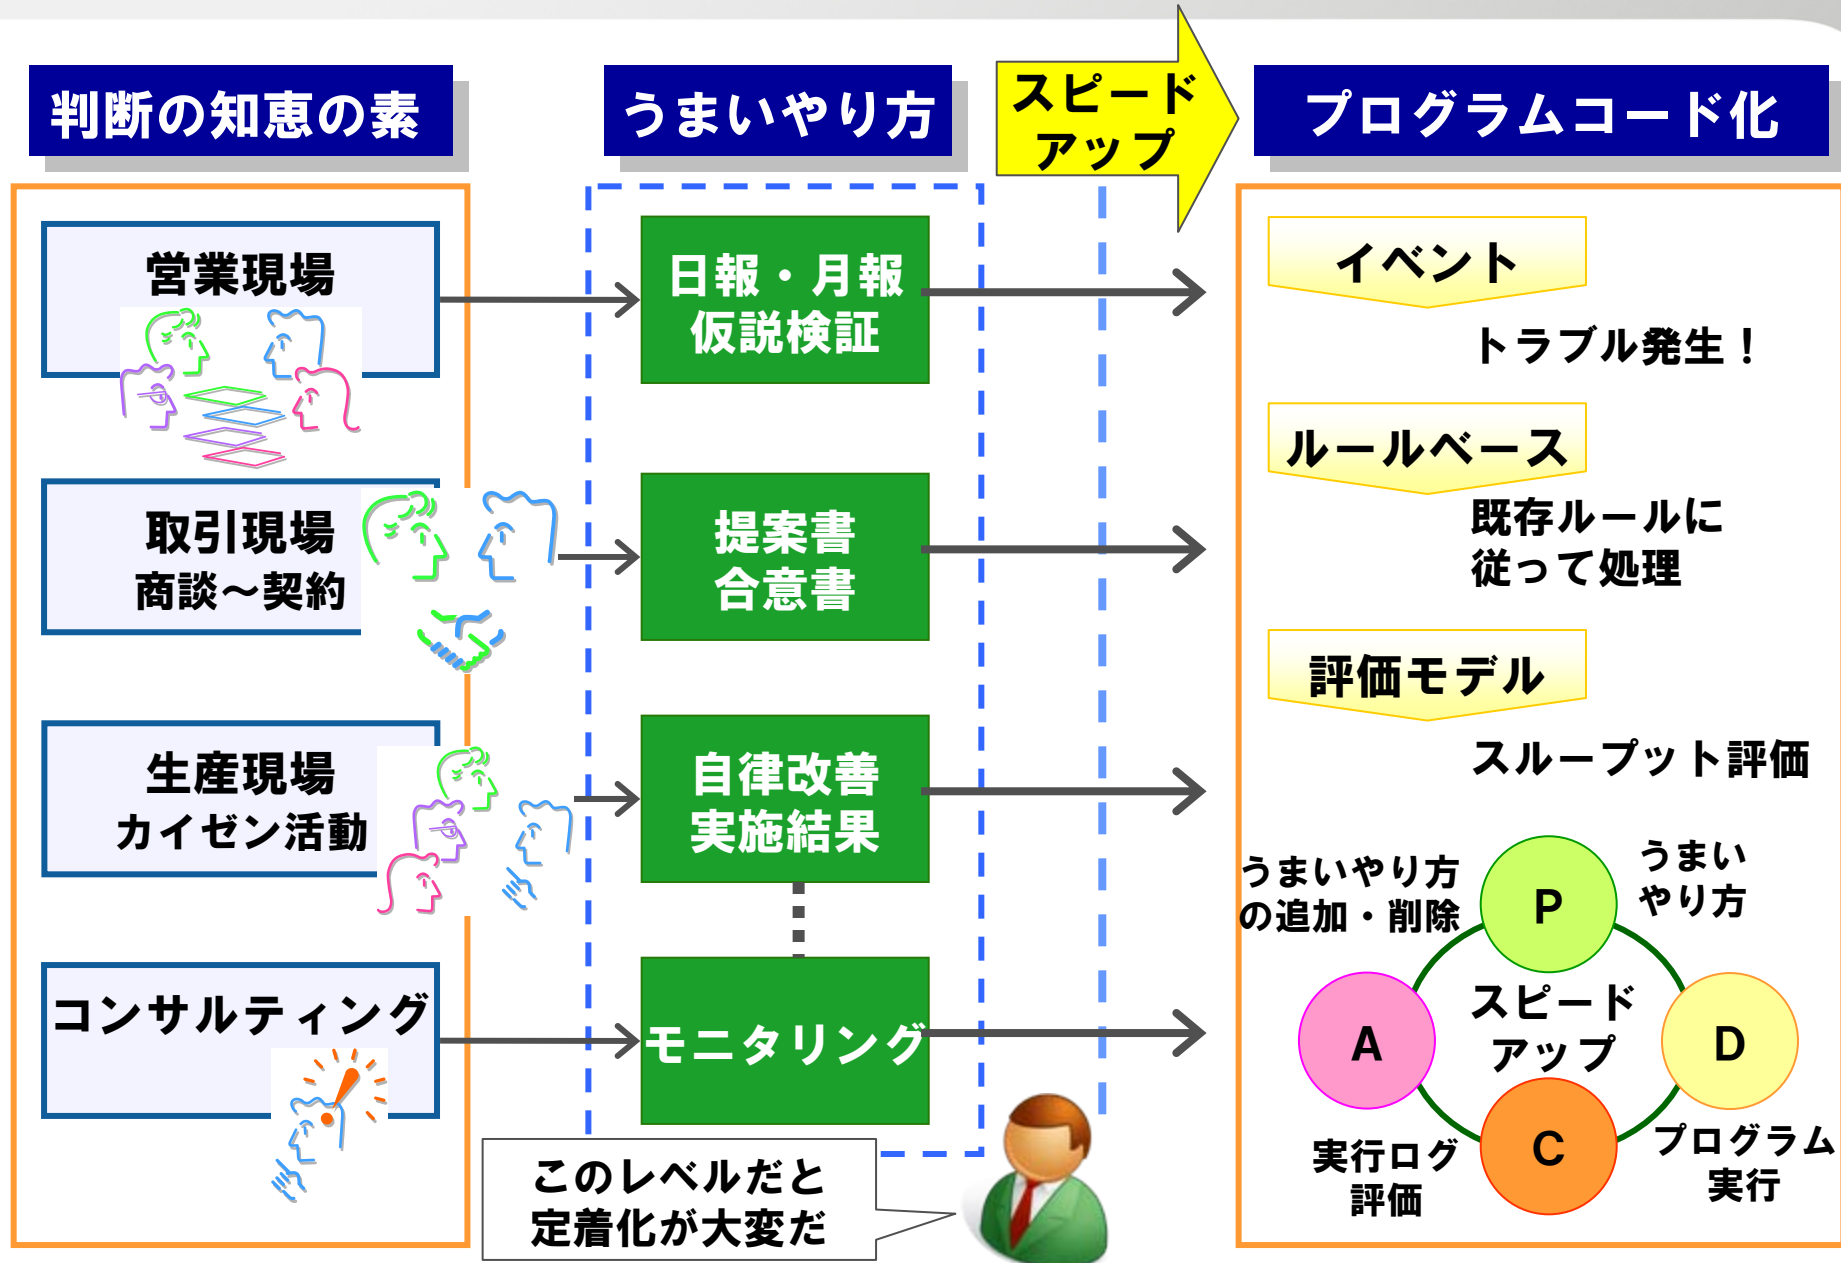 判断の知恵の素
営業現場
取引現場
商談～契約
生産現場
カイゼン活動
コンサルティング
うまいやり方
日報・月報
仮説検証
提案書
合意書
自律改善
実施結果
モニタリング
このレベルだと
定着化が大変だ
スピード
アップ
プログラムコード化
イベント
トラブル発生！
ルールベース
既存ルールに
従って処理
評価モデル
スループット評価
うまいやり方
の追加・削除
P
うまい
やり方
A
スピード
アップ
D
実行ログ
評価
C
プログラム
実行